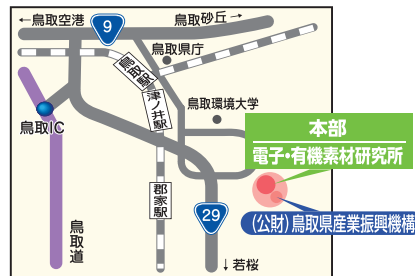 ←鳥取空港
9
鳥取砂丘→
鳥取県庁
鳥取駅
津ノ井駅
鳥取環境大学
鳥取IC
本部
電子・有機素材研究所
郡家駅
29
(公財)鳥取県産業振興機構
鳥取道
↓若桜